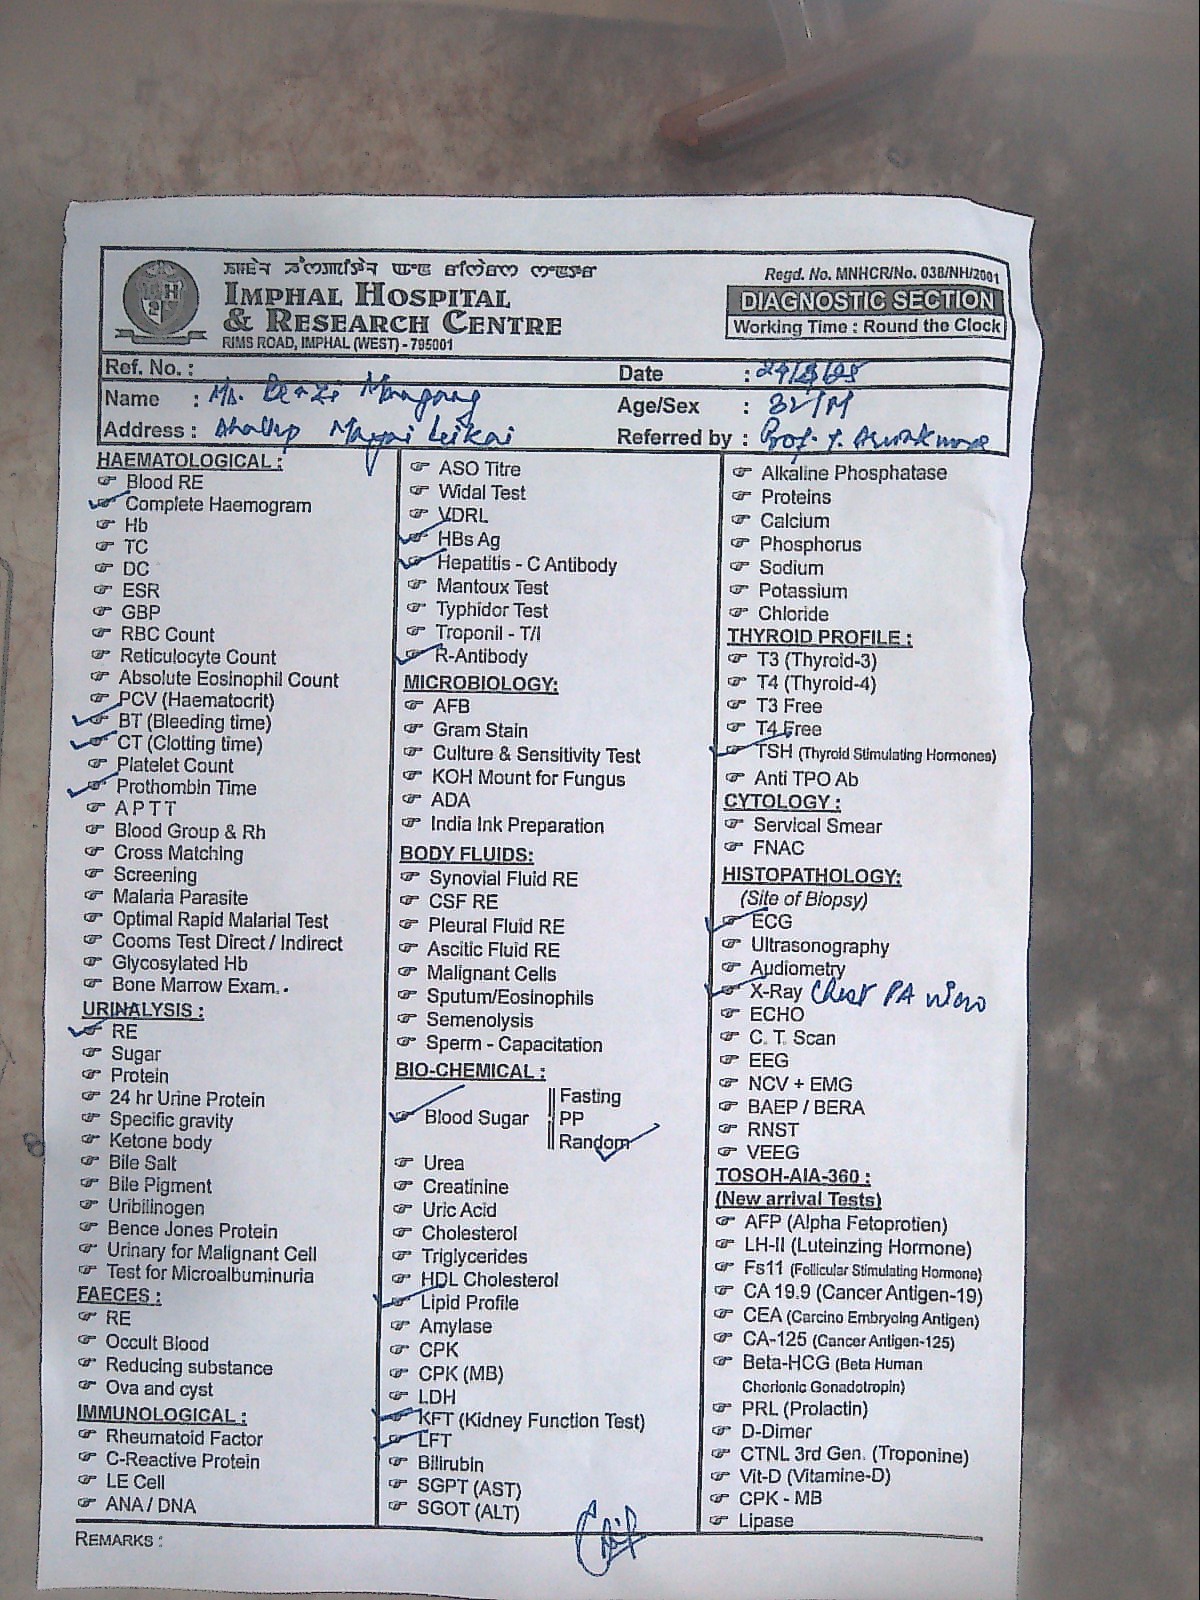 IMPHAL HOSPITAL
& RESEARCH CENTRE
RIMS ROAD, IMPHAL (WEST) - 795001
Regd. No. MNHCR/No. 038/NH/2001
DIAGNOSTIC SECTION
Working Time : Round the Clock
Ref. No. :
Date :
Name :
Age/Sex : 32/M
Address : Mayai Leikai
Referred by : Prof.
HAEMATOLOGICAL :
Blood RE
Complete Haemogram
Hb
TC
DC
ESR
GBP
RBC Count
Reticulocyte Count
Absolute Eosinophil Count
PCV (Haematocrit)
BT (Bleeding time)
CT (Clotting time)
Platelet Count
Prothombin Time
A P T T
Blood Group & Rh
Cross Matching
Screening
Malaria Parasite
Optimal Rapid Malarial Test
Cooms Test Direct / Indirect
Glycosylated Hb
Bone Marrow Exam..
URINALYSIS :
RE
Sugar
Protein
24 hr Urine Protein
Specific gravity
Ketone body
Bile Salt
Bile Pigment
Uribilinogen
Bence Jones Protein
Urinary for Malignant Cell
Test for Microalbuminuria
FAECES :
RE
Occult Blood
Reducing substance
Ova and cyst
IMMUNOLOGICAL :
Rheumatoid Factor
C-Reactive Protein
LE Cell
ANA / DNA
ASO Titre
Widal Test
VDRL
HBs Ag
Hepatitis - C Antibody
Mantoux Test
Typhidor Test
Troponil - T/I
R-Antibody
MICROBIOLOGY:
AFB
Gram Stain
Culture & Sensitivity Test
KOH Mount for Fungus
ADA
India Ink Preparation
BODY FLUIDS:
Synovial Fluid RE
CSF RE
Pleural Fluid RE
Ascitic Fluid RE
Malignant Cells
Sputum/Eosinophils
Semenolysis
Sperm - Capacitation
BIO-CHEMICAL :
Fasting
Blood Sugar PP
Random
Urea
Creatinine
Uric Acid
Cholesterol
Triglycerides
HDL Cholesterol
Lipid Profile
Amylase
CPK
CPK (MB)
LDH
KFT (Kidney Function Test)
LFT
Bilirubin
SGPT (AST)
SGOT (ALT)
Alkaline Phosphatase
Proteins
Calcium
Phosphorus
Sodium
Potassium
Chloride
THYROID PROFILE :
T3 (Thyroid-3)
T4 (Thyroid-4)
T3 Free
T4 Free
TSH (Thyroid Stimulating Hormones)
Anti TPO Ab
CYTOLOGY :
Servical Smear
FNAC
HISTOPATHOLOGY:
(Site of Biopsy)
ECG
Ultrasonography
Audiometry
X-Ray Chest PA view
ECHO
C. T. Scan
EEG
NCV + EMG
BAEP / BERA
RNST
VEEG
TOSOH-AIA-360 :
(New arrival Tests)
AFP (Alpha Fetoprotien)
LH-II (Luteinzing Hormone)
Fs11 (Follicular Stimulating Hormone)
CA 19.9 (Cancer Antigen-19)
CEA (Carcino Embryoing Antigen)
CA-125 (Cancer Antigen-125)
Beta-HCG (Beta Human
Chorionic Gonadotropin)
PRL (Prolactin)
D-Dimer
CTNL 3rd Gen. (Troponine)
Vit-D (Vitamine-D)
CPK - MB
Lipase
REMARKS :